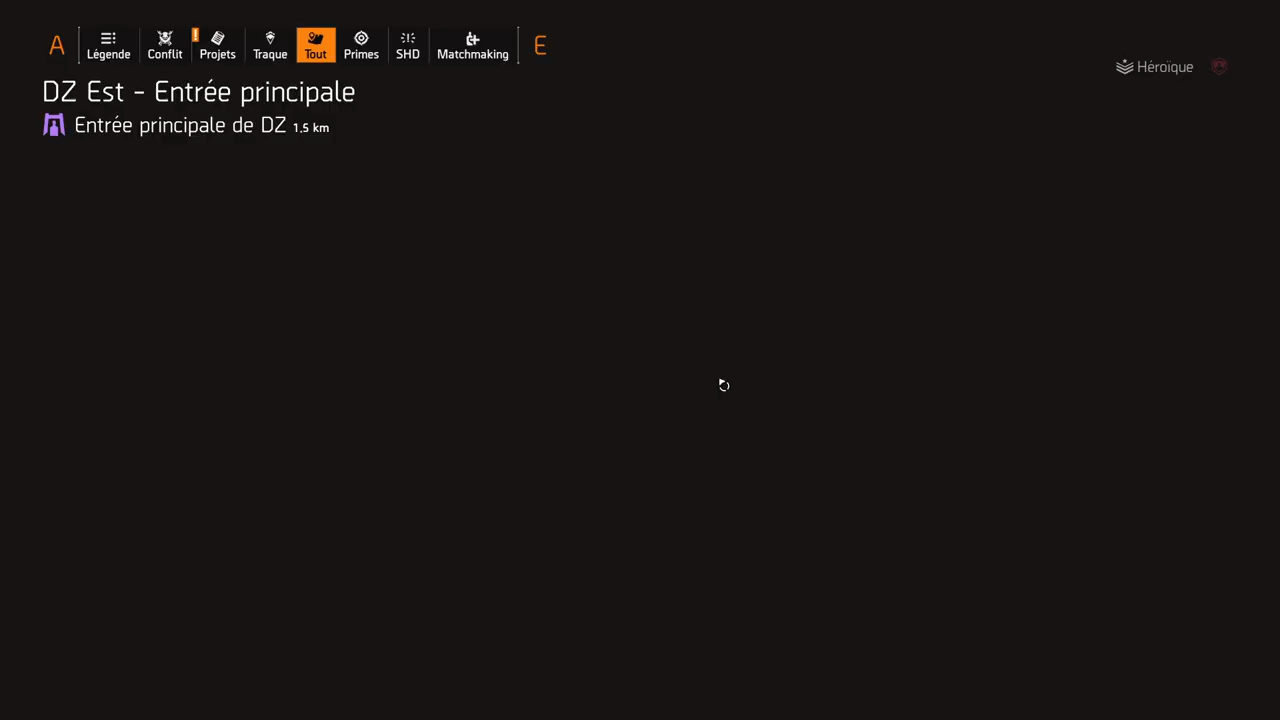 A Légende Conflit Projets Traque Tout Primes SHD Matchmaking E
Héroïque
DZ Est - Entrée principale
Entrée principale de DZ 1.5 km